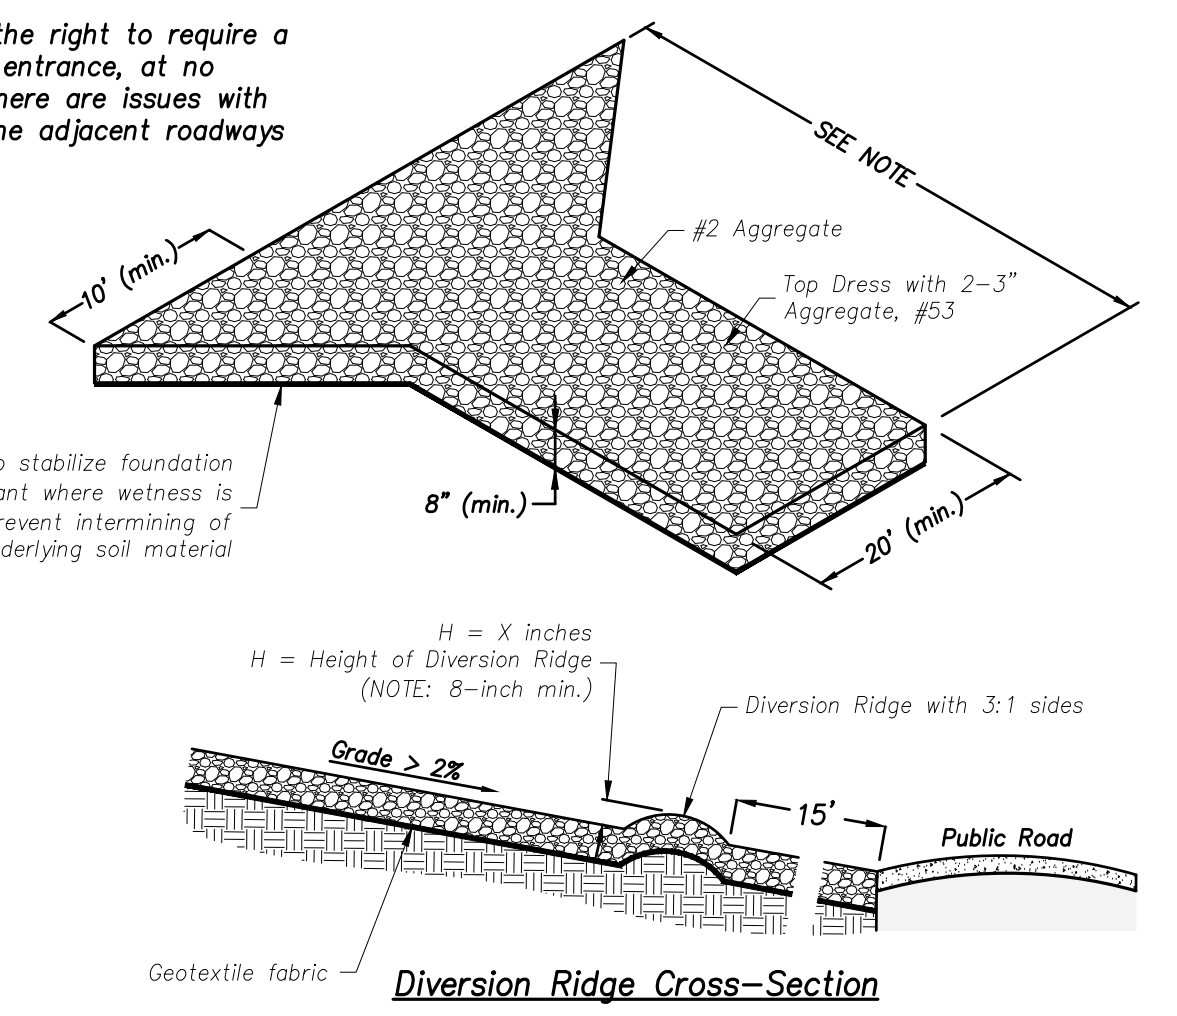 the right to require a
entrance, at no
here are issues with
he adjacent roadways
SEE NOTE
10' (min.)
#2 Aggregate
Top Dress with 2-3"
Aggregate, #53
stabilize foundation
ant where wetness is
revent intermining of
derlying soil material
8" (min.)
20' (min.)
H = X inches
H = Height of Diversion Ridge
(NOTE: 8-inch min.)
Diversion Ridge with 3:1 sides
Grade > 2%
15'
Public Road
Geotextile fabric
Diversion Ridge Cross-Section